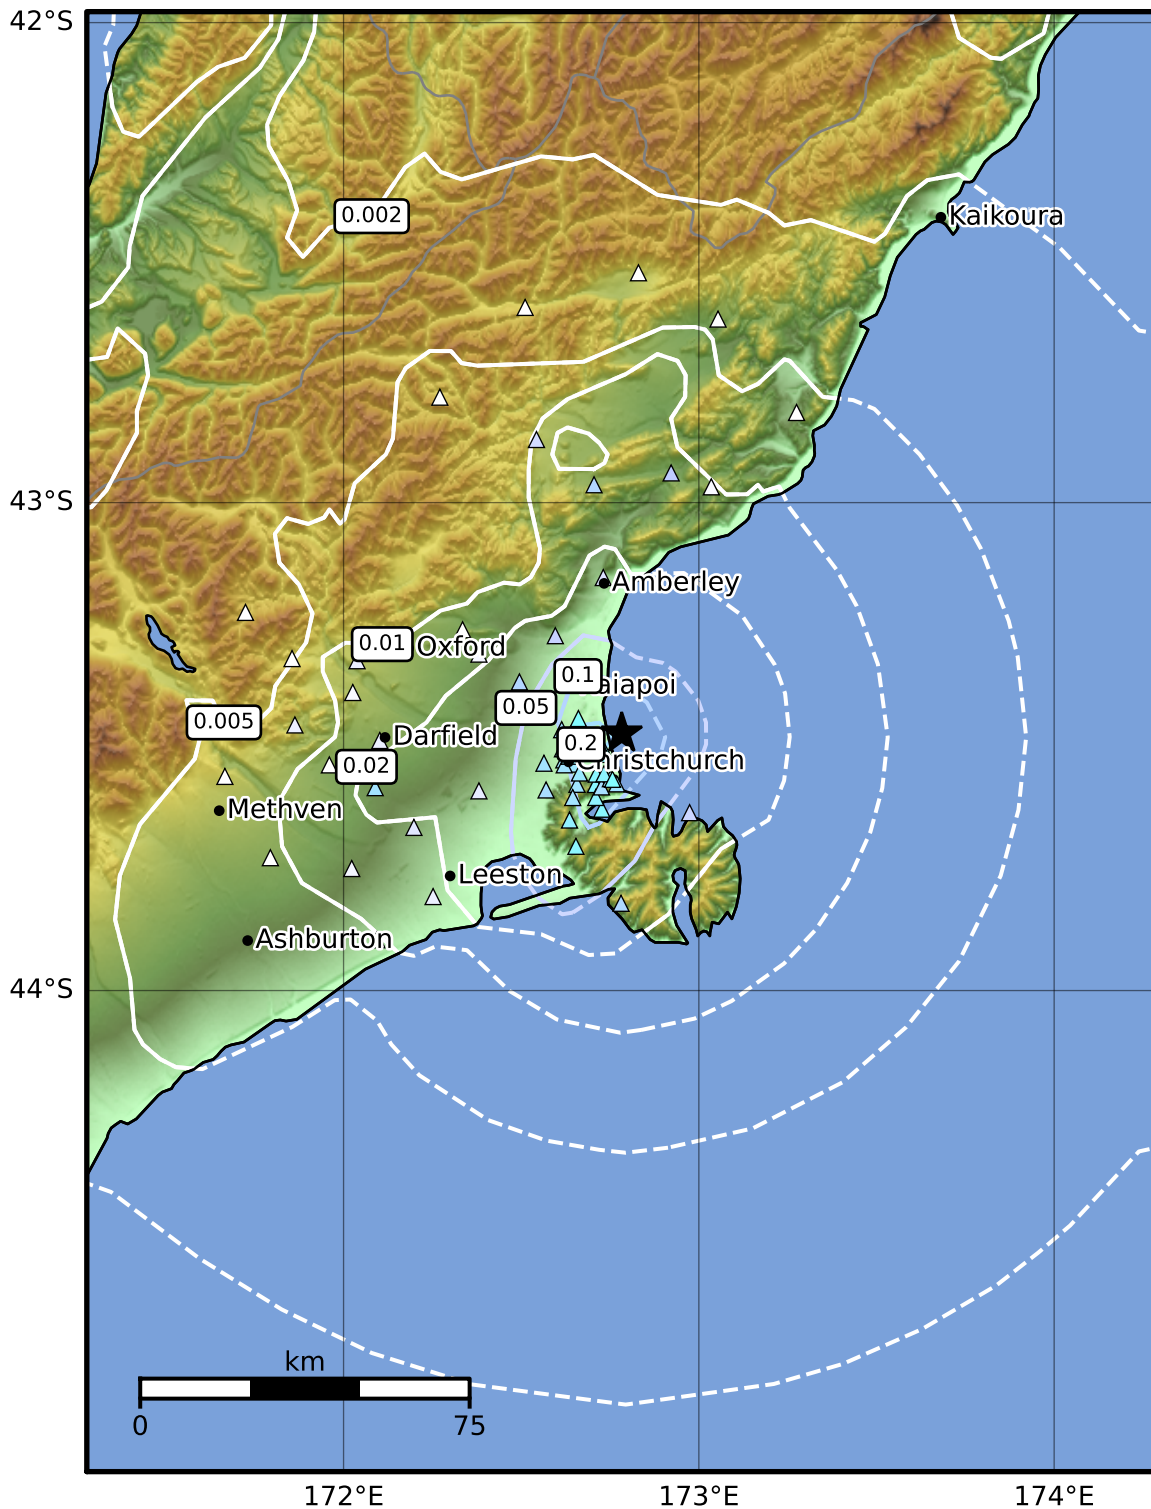 42°S
0.002
Kaikoura
43°S
Amberley
0.01
Oxford
0.1
aiapoi
0.05
0.005
Darfield
0.2
Christchurch
0.02
Methven
Leeston
Ashburton
44°S
km
0
75
172°E
173°E
174°E